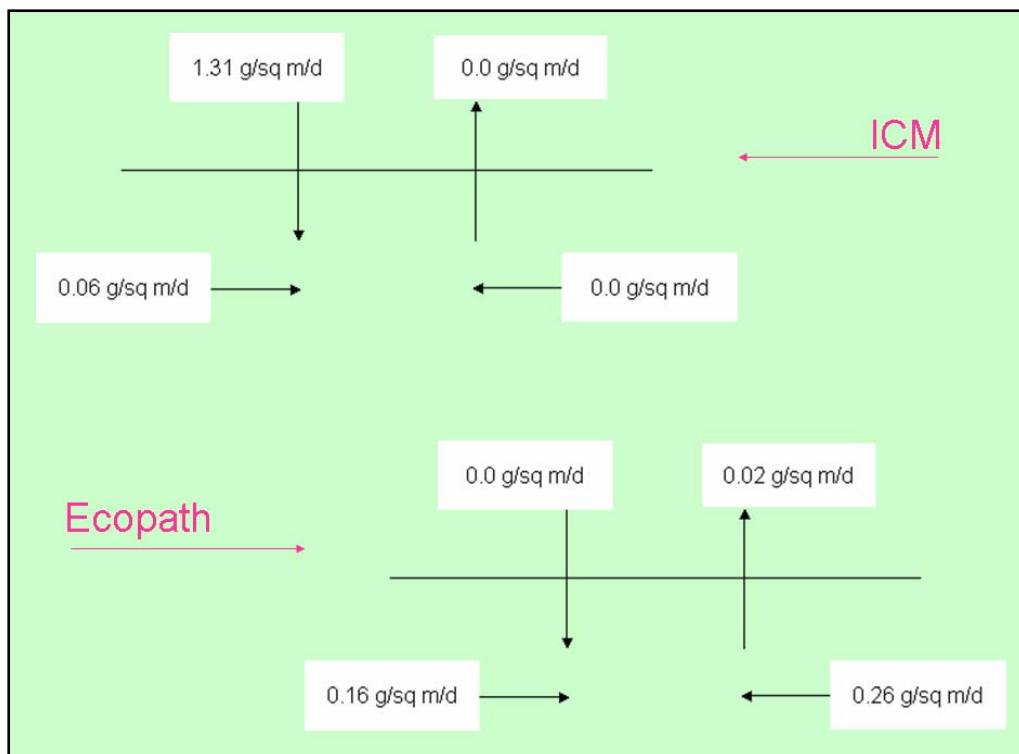 1.31 g/sq m/d
0.0 g/sq m/d
ICM
0.06 g/sq m/d
0.0 g/sq m/d
0.0 g/sq m/d
0.02 g/sq m/d
Ecopath
0.16 g/sq m/d
0.26 g/sq m/d